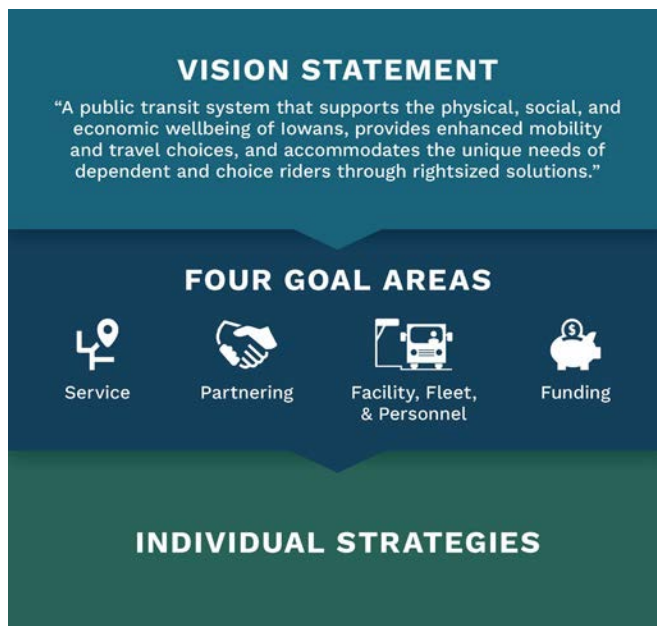 VISION STATEMENT
“A public transit system that supports the physical, social, and
economic wellbeing of Iowans, provides enhanced mobility
and travel choices, and accommodates the unique needs of
dependent and choice riders through rightsized solutions.”
FOUR GOAL AREAS
Service
Partnering
Facility, Fleet,
& Personnel
$
Funding
INDIVIDUAL STRATEGIES